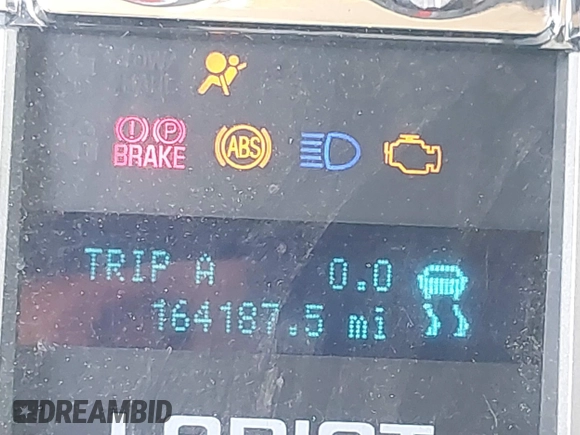 BRAKE ABS
TRIP A 0.0
164187.5 mi
DREAMBID